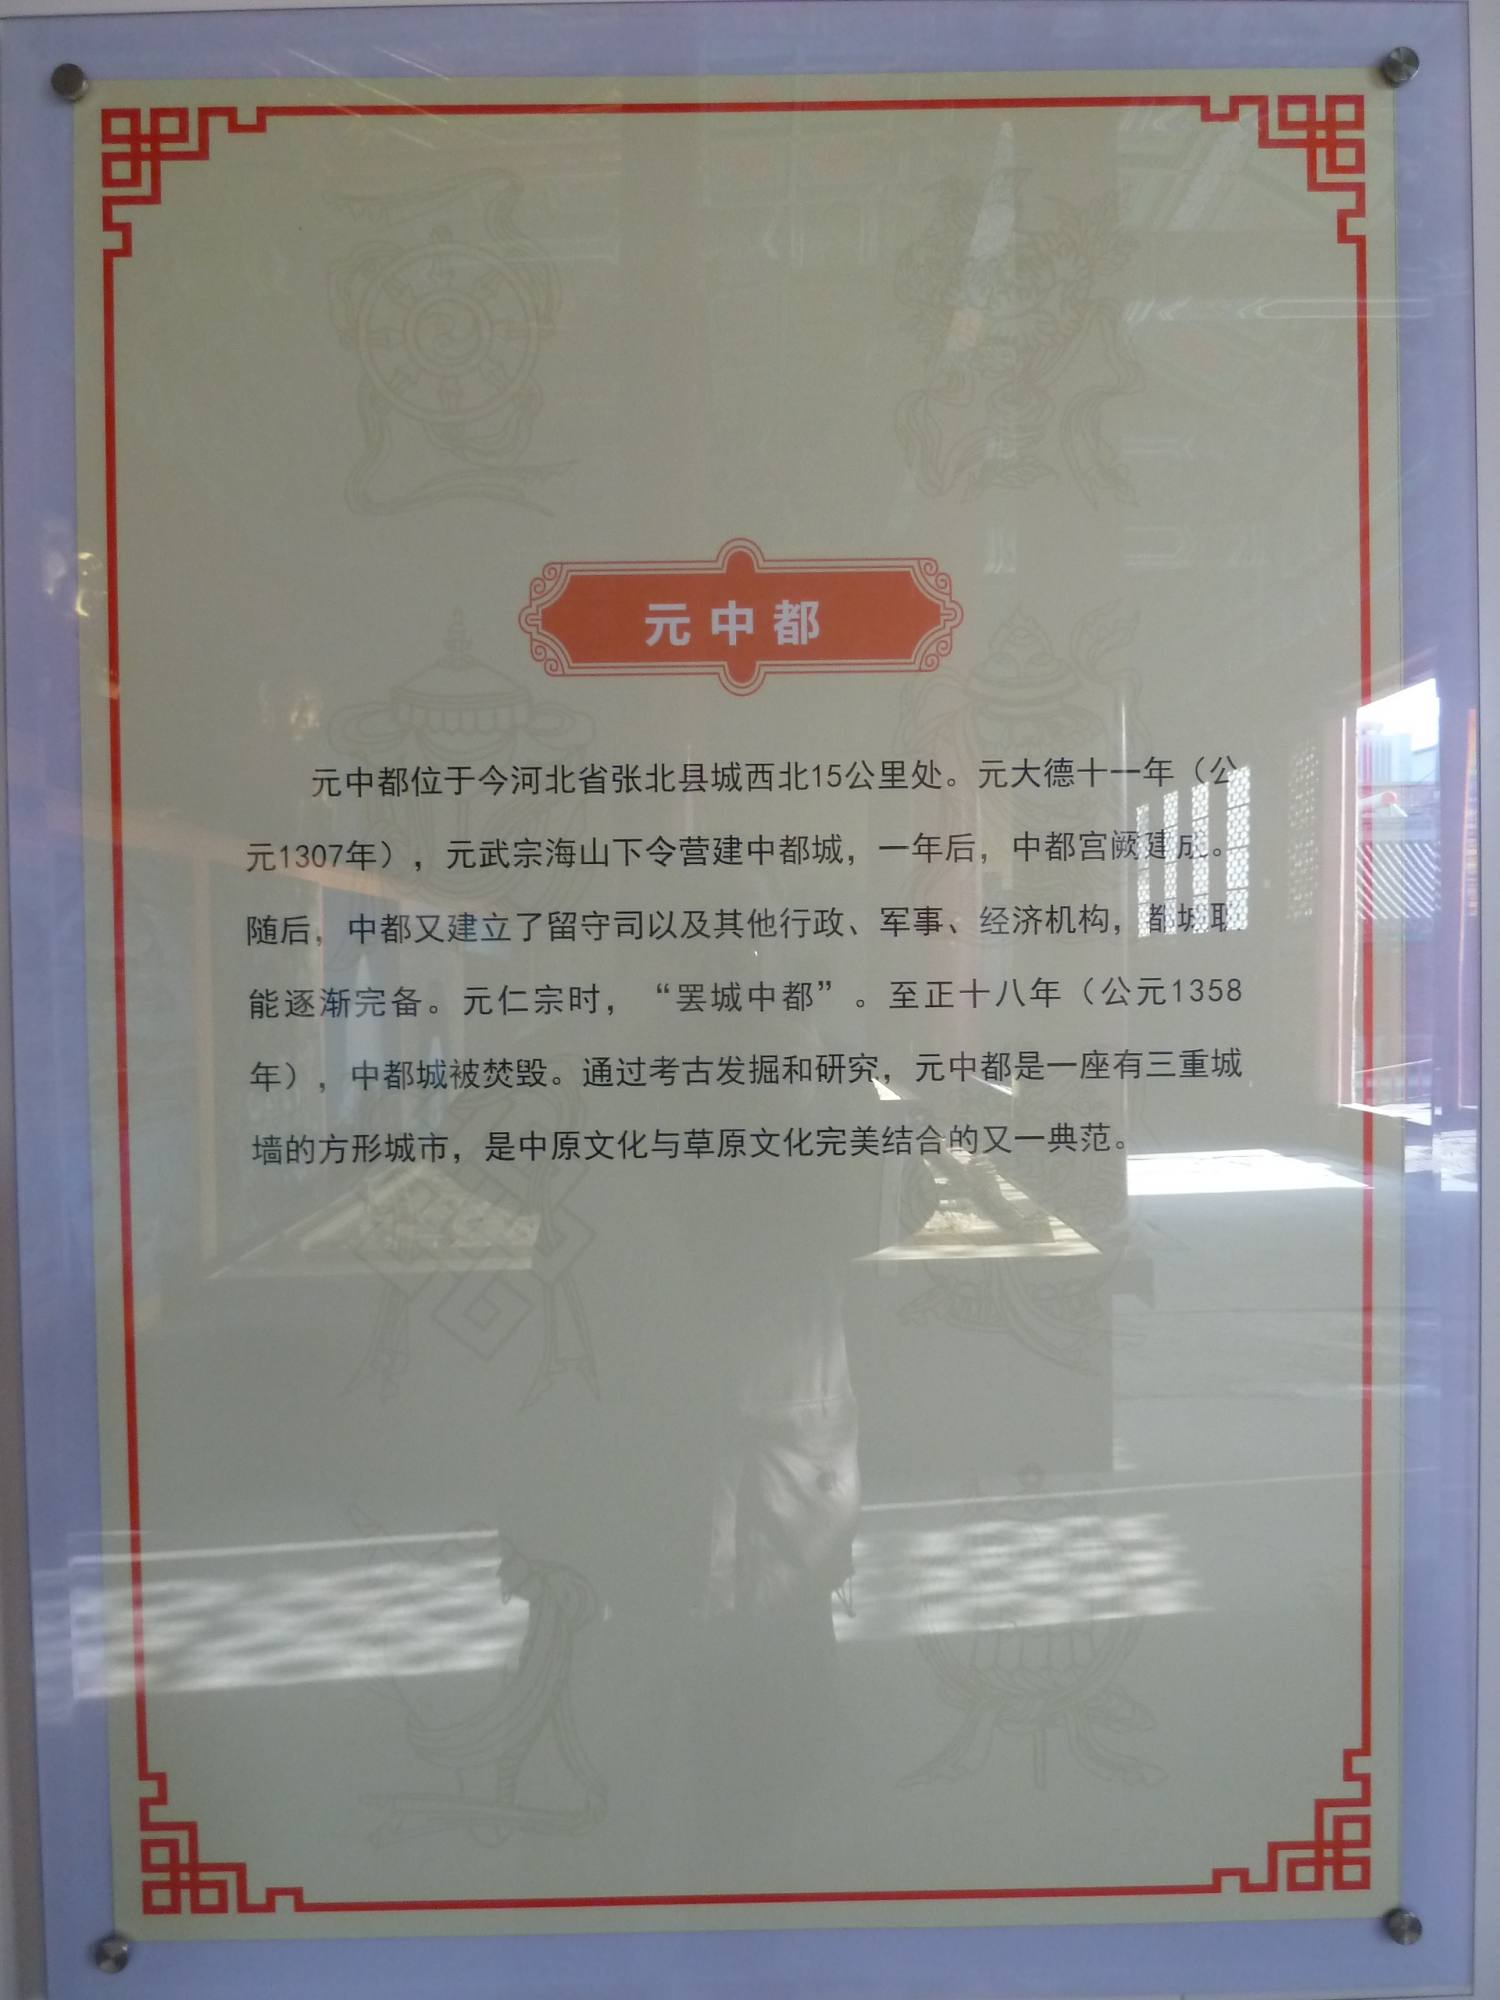 元中都
元中都位于今河北省张北县城西北15公里处。元大德十一年（公
元1307年），元武宗海山下令营建中都城，一年后，中都宫阙建成。
随后，中都又建立了留守司以及其他行政、军事、经济机构，都城职
能逐渐完备。元仁宗时，“罢城中都”。至正十八年（公元1358
年），中都城被焚毁。通过考古发掘和研究，元中都是一座有三重城
墙的方形城市，是中原文化与草原文化完美结合的又一典范。